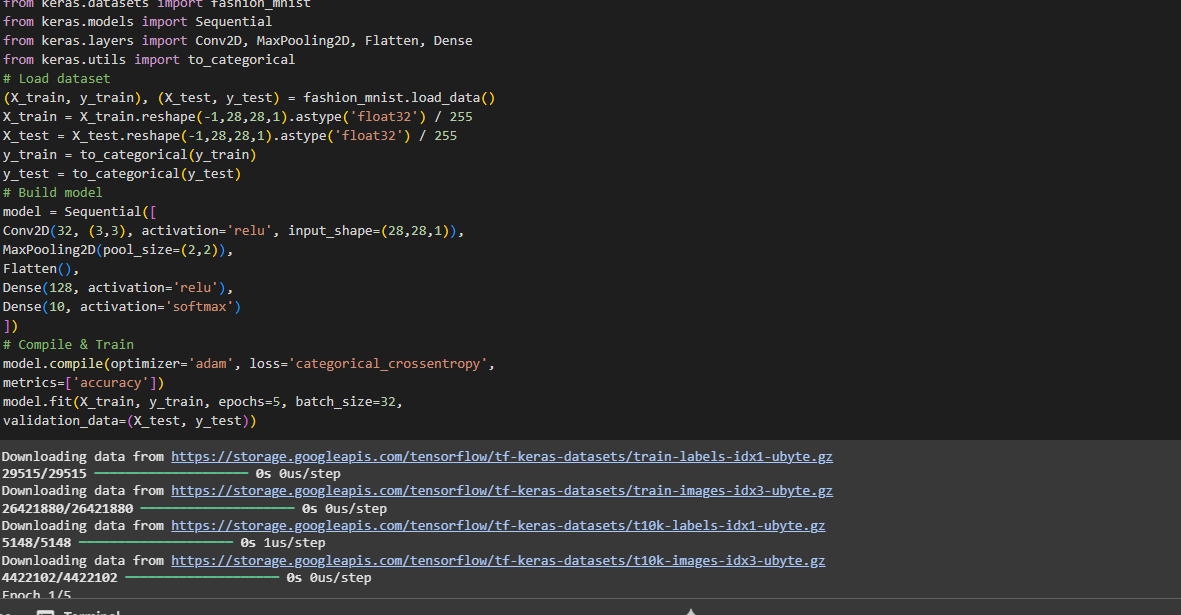 from keras.datasets import fashion_mnist
from keras.models import Sequential
from keras.layers import Conv2D, MaxPooling2D, Flatten, Dense
from keras.utils import to_categorical
# Load dataset
(X_train, y_train), (X_test, y_test) = fashion_mnist.load_data()
X_train = X_train.reshape(-1,28,28,1).astype('float32') / 255
X_test = X_test.reshape(-1,28,28,1).astype('float32') / 255
y_train = to_categorical(y_train)
y_test = to_categorical(y_test)
# Build model
model = Sequential([
Conv2D(32, (3,3), activation='relu', input_shape=(28,28,1)),
MaxPooling2D(pool_size=(2,2)),
Flatten(),
Dense(128, activation='relu'),
Dense(10, activation='softmax')
])
# Compile & Train
model.compile(optimizer='adam', loss='categorical_crossentropy',
metrics=['accuracy'])
model.fit(X_train, y_train, epochs=5, batch_size=32,
validation_data=(X_test, y_test))
Downloading data from https://storage.googleapis.com/tensorflow/tf-keras-datasets/train-labels-idx1-ubyte.gz
29515/29515 0s 0us/step
Downloading data from https://storage.googleapis.com/tensorflow/tf-keras-datasets/train-images-idx3-ubyte.gz
26421880/26421880 0s 0us/step
Downloading data from https://storage.googleapis.com/tensorflow/tf-keras-datasets/t10k-labels-idx1-ubyte.gz
5148/5148 0s 1us/step
Downloading data from https://storage.googleapis.com/tensorflow/tf-keras-datasets/t10k-images-idx3-ubyte.gz
4422102/4422102 0s 0us/step
Epoch 1/5
Terminal